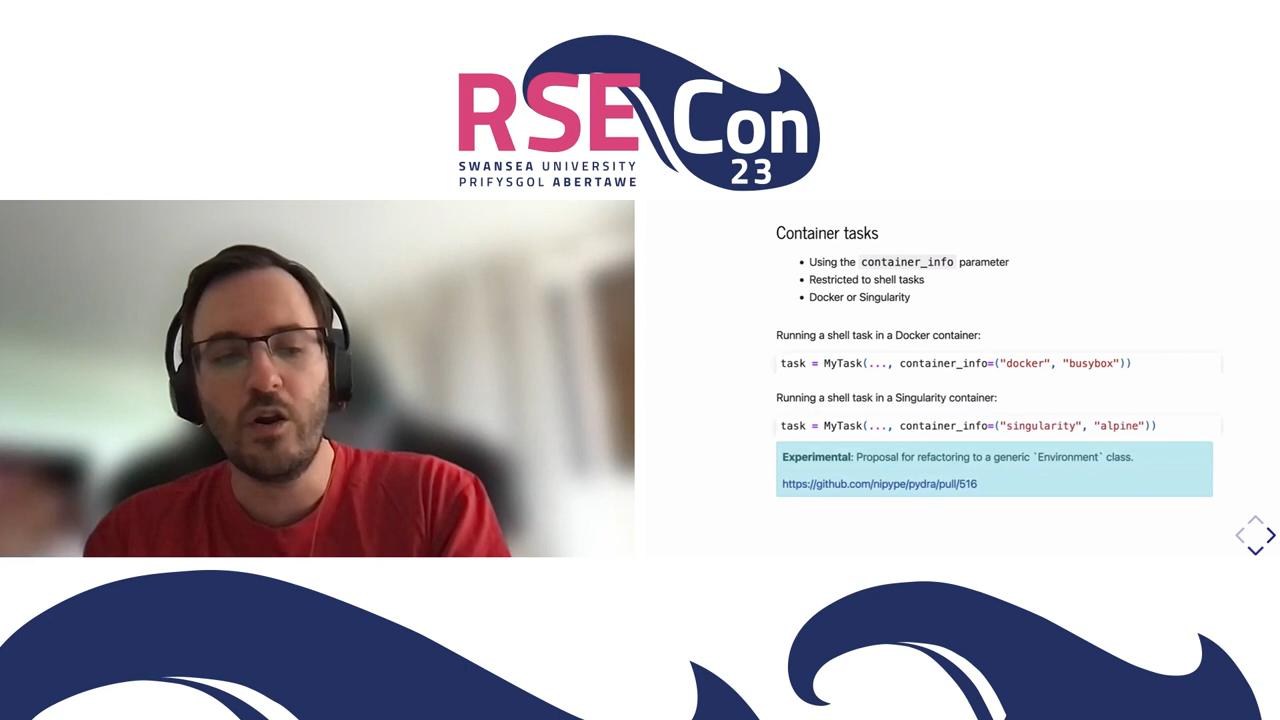 RSE Con
23
SWANSEA UNIVERSITY
PRIFYSGOL ABERTAWE
Container tasks
• Using the container_info parameter
• Restricted to shell tasks
• Docker or Singularity
Running a shell task in a Docker container:
task = MyTask(..., container_info=("docker", "busybox"))
Running a shell task in a Singularity container:
task = MyTask(..., container_info=("singularity", "alpine"))
Experimental: Proposal for refactoring to a generic `Environment` class.
https://github.com/nipype/pydra/pull/516